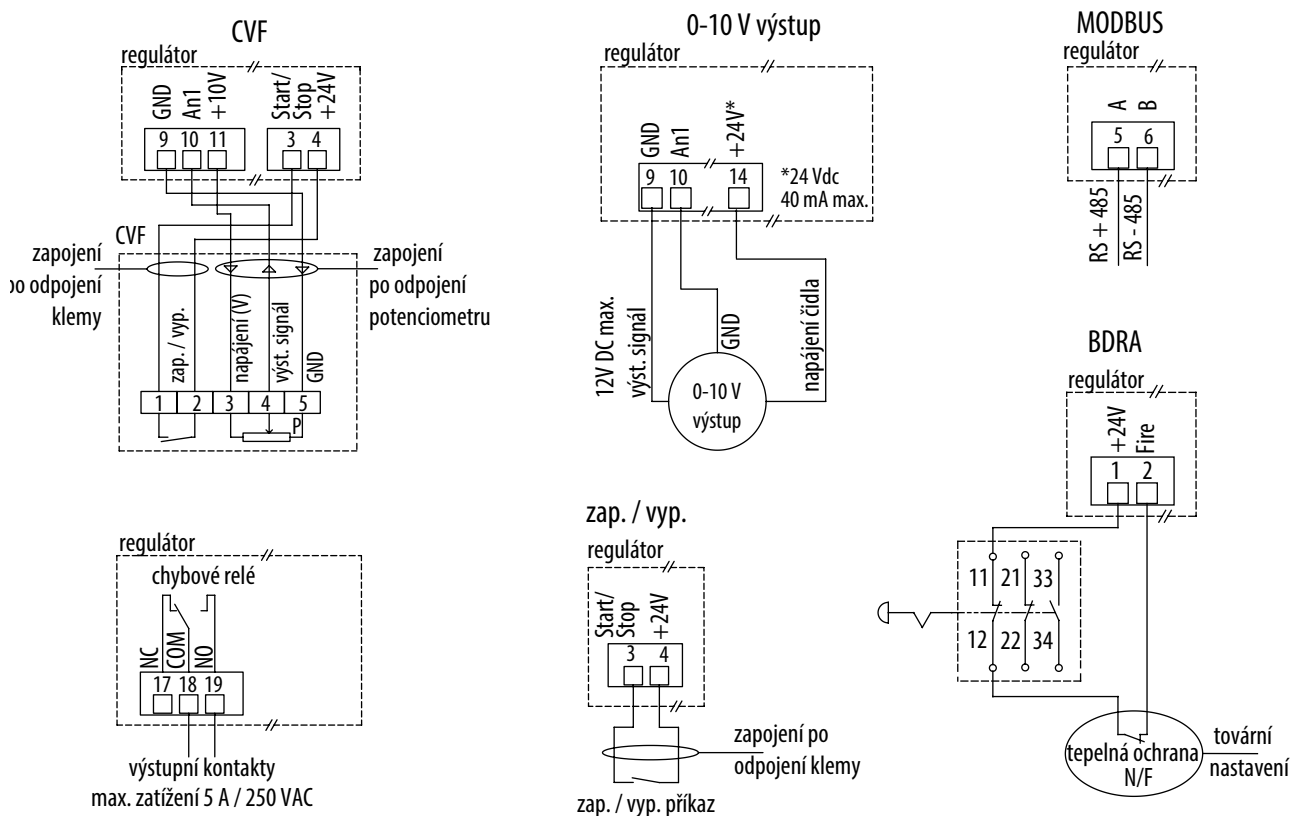 CVF
regulátor
GND
An1
+10V
Start/
Stop
+24V
9 10 11 3 4
CVF
zapojení
po odpojení
klemy
zapojení
po odpojení
potenciometru
zap. / vyp.
napájení (V)
výst. signál
GND
1 2 3 4 5
P
0-10 V výstup
regulátor
GND
An1
+24V*
9 10 14
*24 Vdc
40 mA max.
12V DC max.
výst. signál
GND
napájení čidla
0-10 V
výstup
MODBUS
regulátor
A
B
5 6
RS + 485
RS - 485
BDRA
regulátor
+24V
Fire
1 2
11 21 33
12 22 34
tepelná ochrana
N/F
tovární
nastavení
regulátor
chybové relé
NC
COM
NO
17 18 19
výstupní kontakty
max. zatížení 5 A / 250 VAC
zap. / vyp.
regulátor
Start/
Stop
+24V
3 4
zapojení po
odpojení klemy
zap. / vyp. příkaz